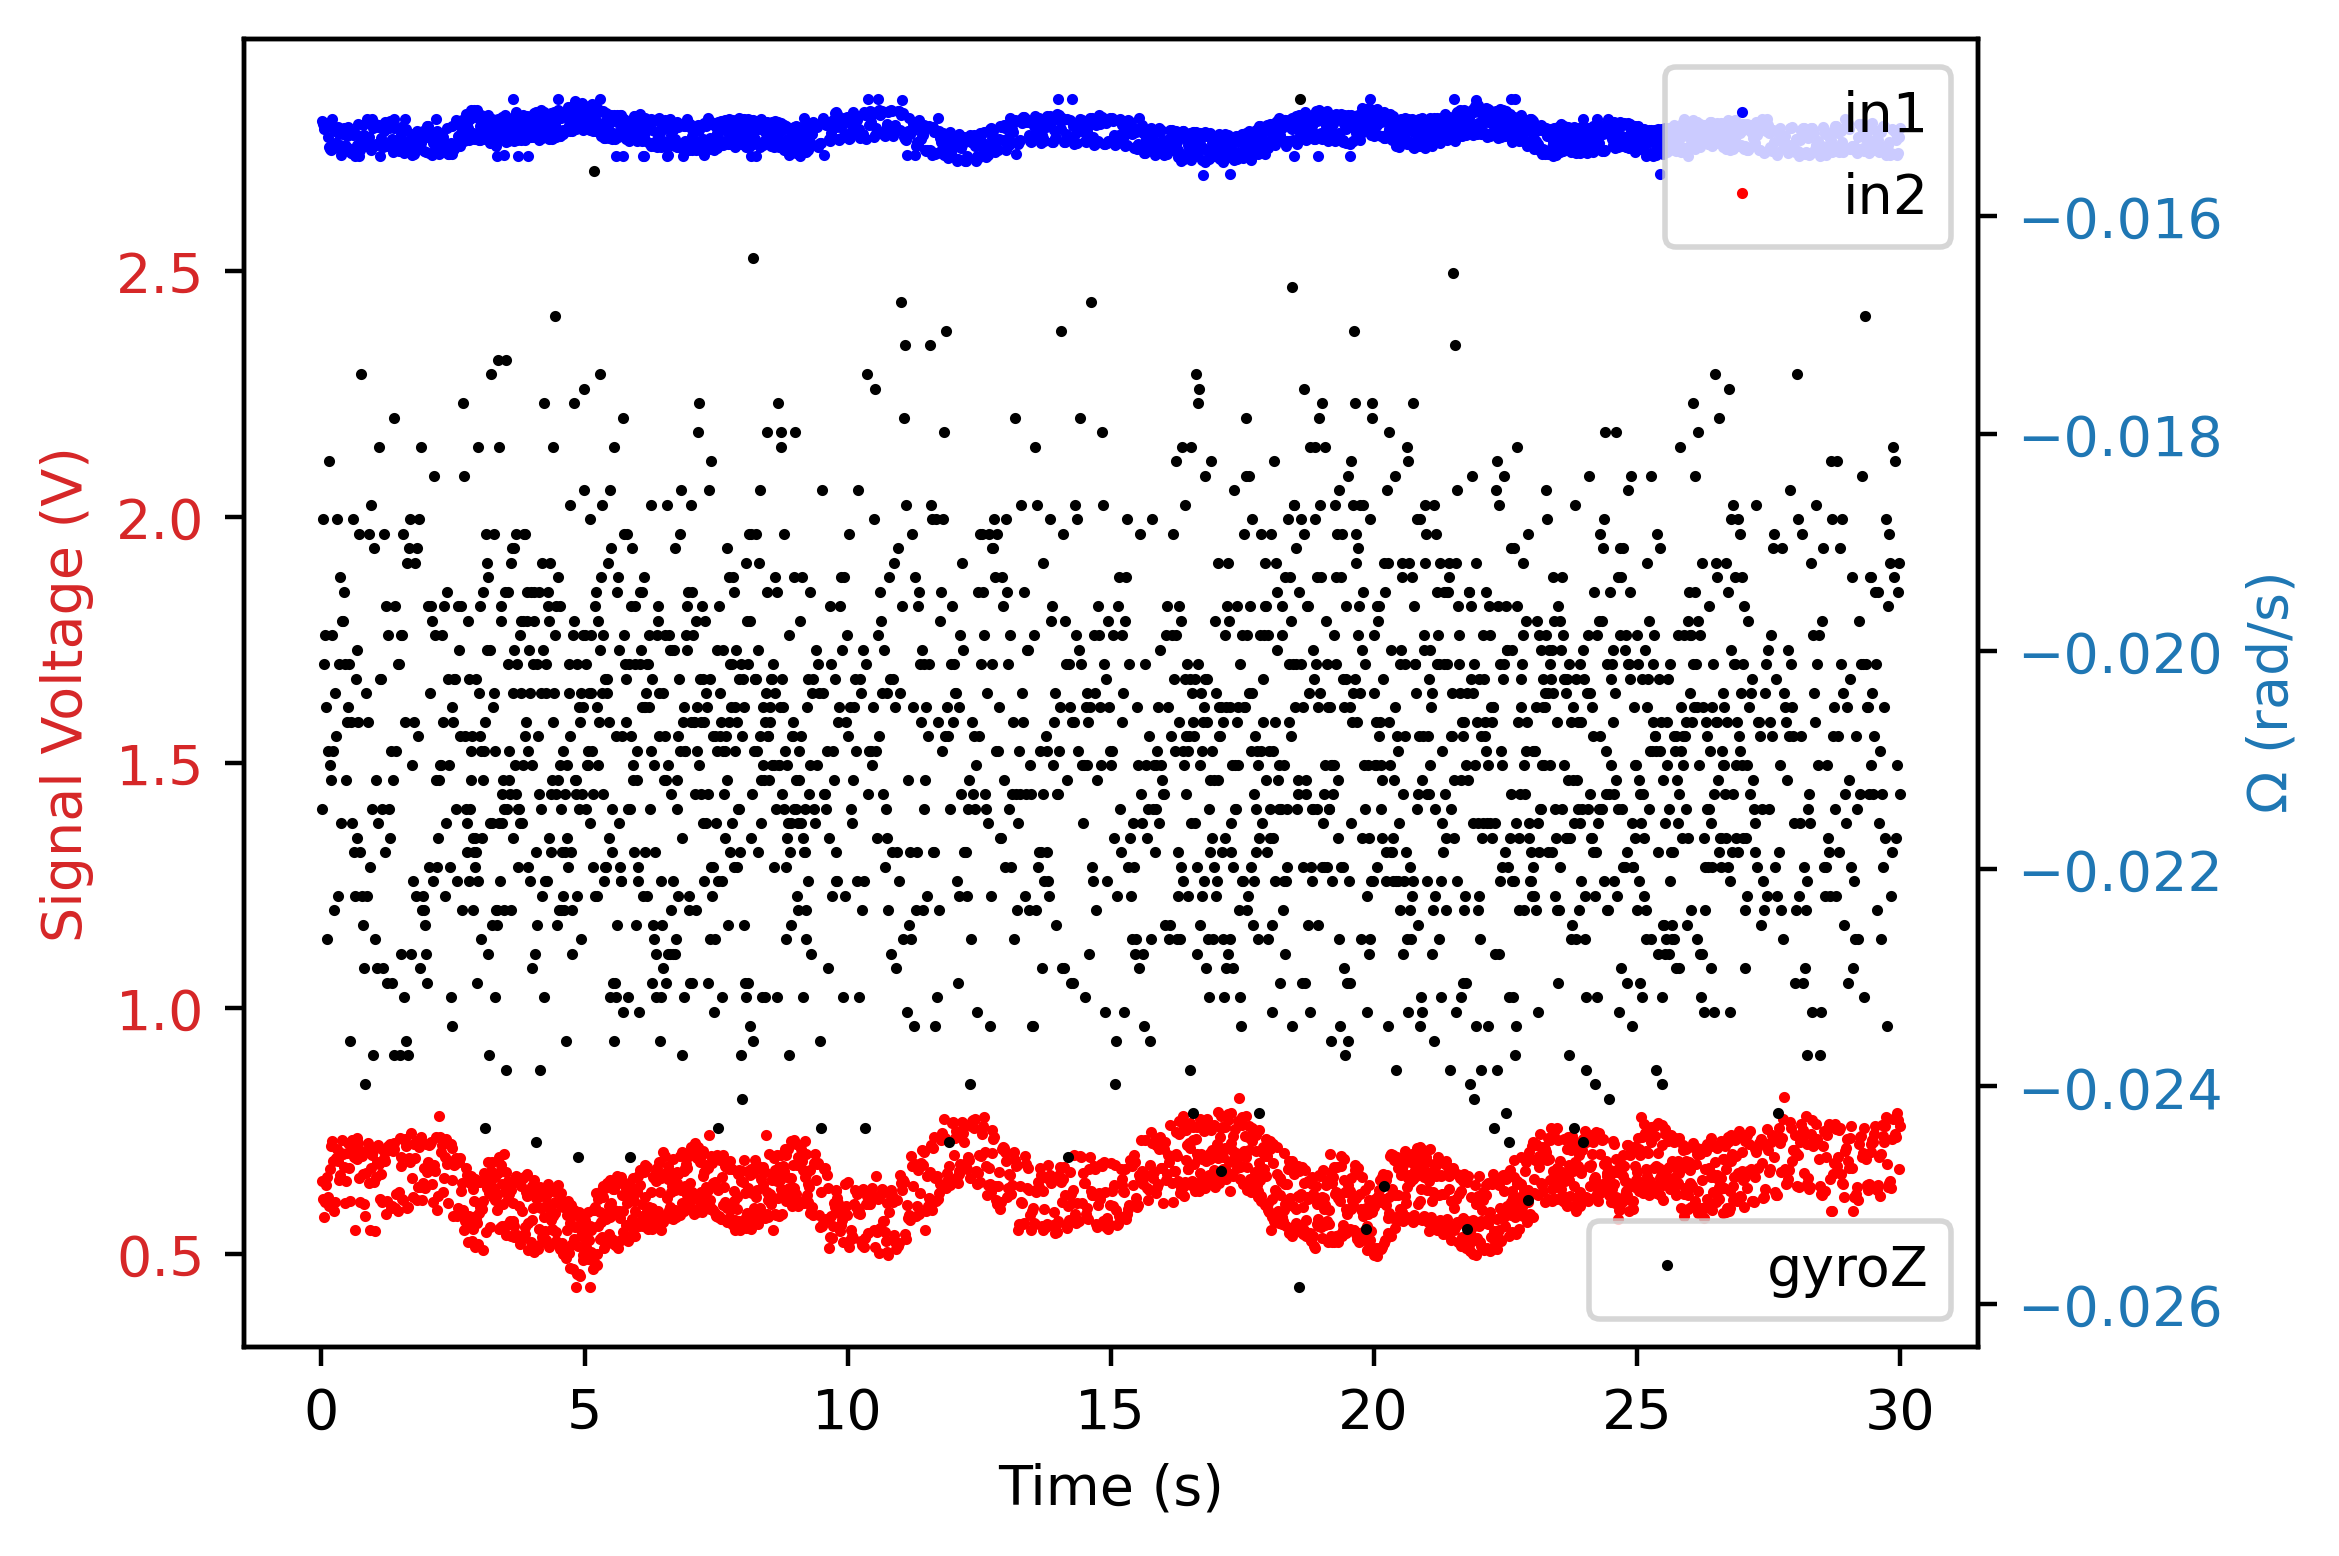 in1
in2
2.5
2.0
1.5
1.0
0.5
Signal Voltage (V)
−0.016
−0.018
−0.020
−0.022
−0.024
−0.026
Ω (rad/s)
gyroZ
0 5 10 15 20 25 30
Time (s)